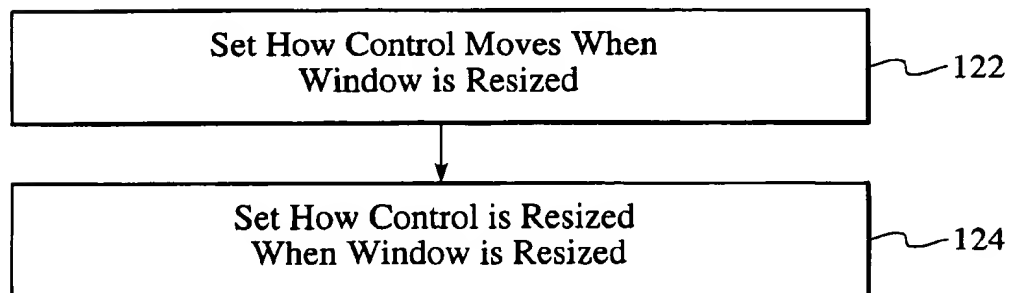 Set How Control Moves When
Window is Resized
122
Set How Control is Resized
When Window is Resized
124